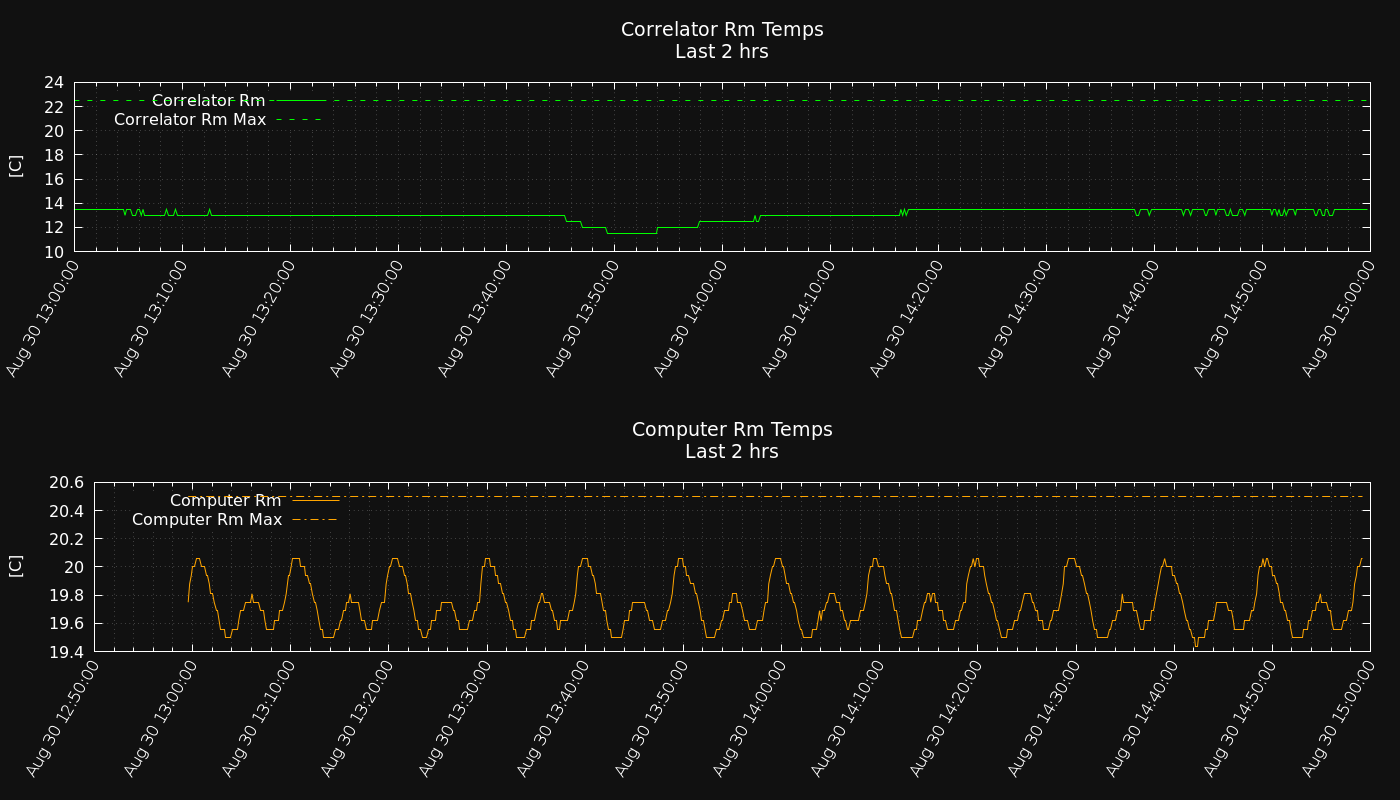 Correlator Rm Temps
Last 2 hrs
[C]
24
22
20
18
16
14
12
10
Correlator Rm
Correlator Rm Max
Aug 30 13:00:00
Aug 30 13:10:00
Aug 30 13:20:00
Aug 30 13:30:00
Aug 30 13:40:00
Aug 30 13:50:00
Aug 30 14:00:00
Aug 30 14:10:00
Aug 30 14:20:00
Aug 30 14:30:00
Aug 30 14:40:00
Aug 30 14:50:00
Aug 30 15:00:00
Computer Rm Temps
Last 2 hrs
[C]
20.6
20.4
20.2
20
19.8
19.6
19.4
Computer Rm
Computer Rm Max
Aug 30 12:50:00
Aug 30 13:00:00
Aug 30 13:10:00
Aug 30 13:20:00
Aug 30 13:30:00
Aug 30 13:40:00
Aug 30 13:50:00
Aug 30 14:00:00
Aug 30 14:10:00
Aug 30 14:20:00
Aug 30 14:30:00
Aug 30 14:40:00
Aug 30 14:50:00
Aug 30 15:00:00